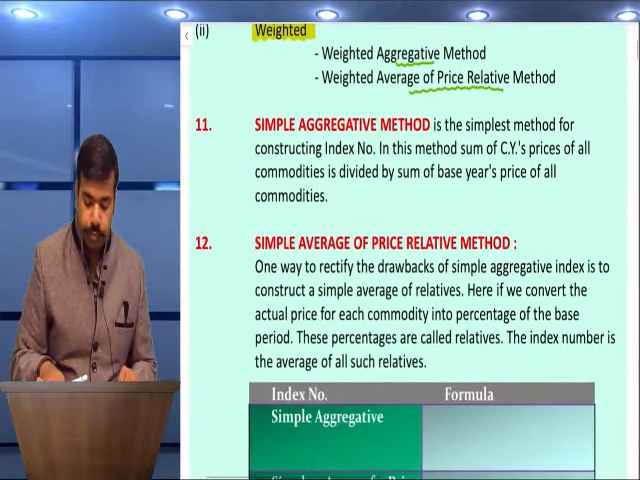 (ii) Weighted
- Weighted Aggregative Method
- Weighted Average of Price Relative Method
11. SIMPLE AGGREGATIVE METHOD is the simplest method for
constructing Index No. In this method sum of C.Y.'s prices of all
commodities is divided by sum of base year's price of all
commodities.
12. SIMPLE AVERAGE OF PRICE RELATIVE METHOD :
One way to rectify the drawbacks of simple aggregative index is to
construct a simple average of relatives. Here if we convert the
actual price for each commodity into percentage of the base
period. These percentages are called relatives. The index number is
the average of all such relatives.
Index No. Formula
Simple Aggregative